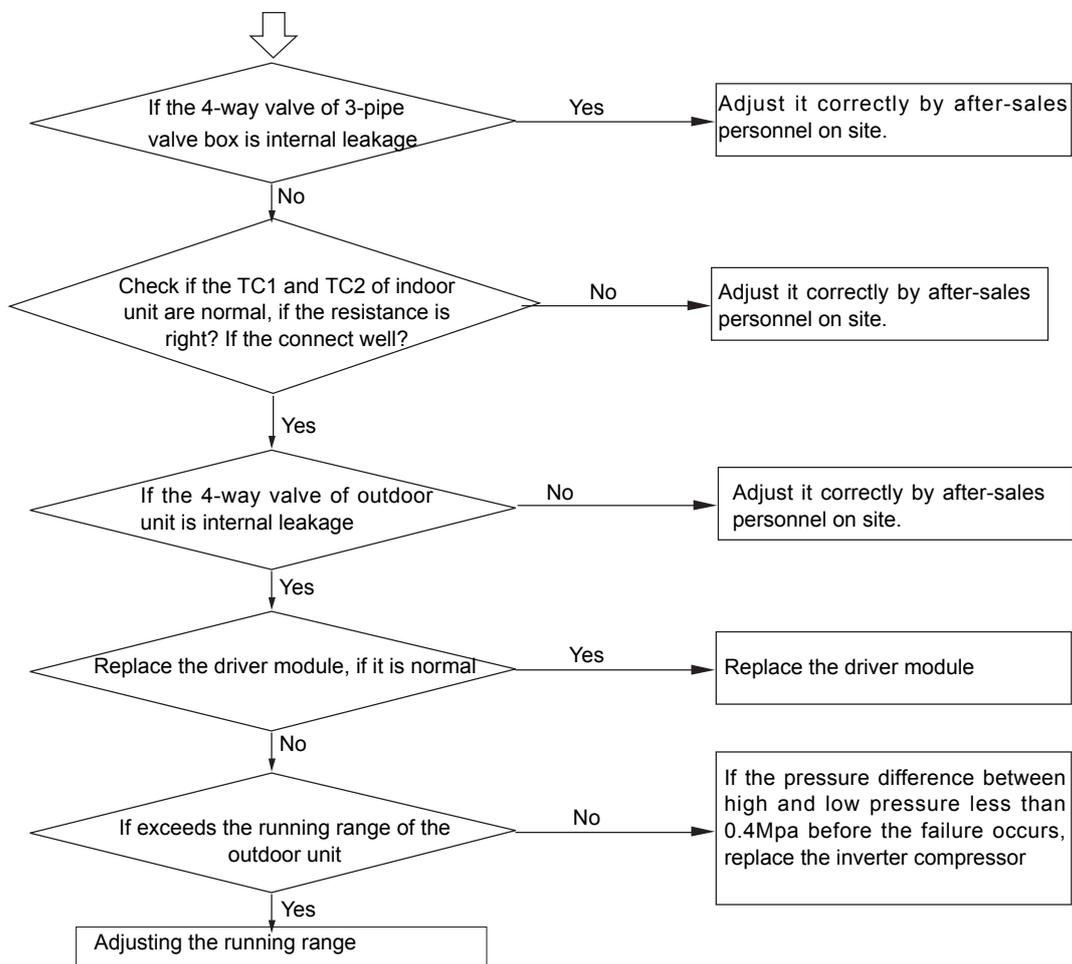 If the 4-way valve of 3-pipe
valve box is internal leakage
Yes
Adjust it correctly by after-sales
personnel on site.
No
Check if the TC1 and TC2 of indoor
unit are normal, if the resistance is
right? If the connect well?
No
Adjust it correctly by after-sales
personnel on site.
Yes
If the 4-way valve of outdoor
unit is internal leakage
No
Adjust it correctly by after-sales
personnel on site.
Yes
Replace the driver module, if it is normal
Yes
Replace the driver module
No
If exceeds the running range of the
outdoor unit
No
If the pressure difference between
high and low pressure less than
0.4Mpa before the failure occurs,
replace the inverter compressor
Yes
Adjusting the running range